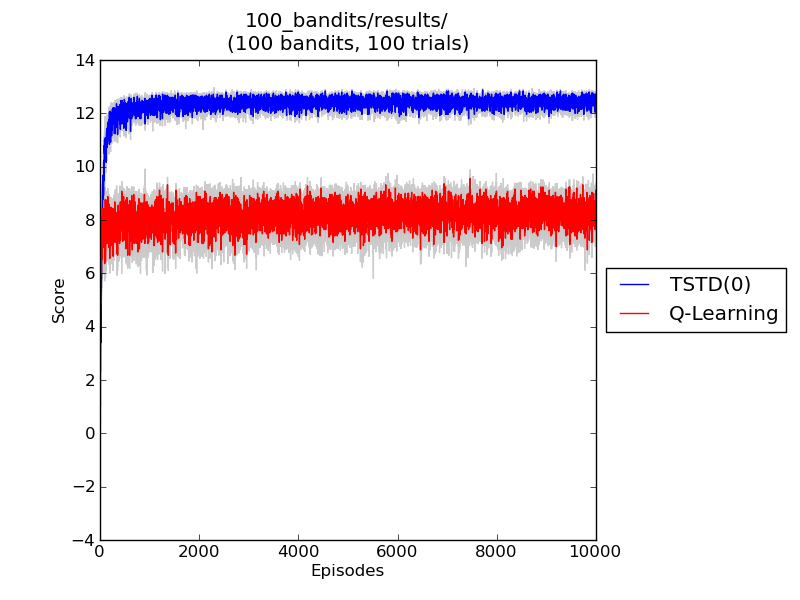 100_bandits/results/
(100 bandits, 100 trials)
14
12
10
8
6
4
2
0
−2
−4
Score
0 2000 4000 6000 8000 10000
Episodes
TSTD(0)
Q-Learning